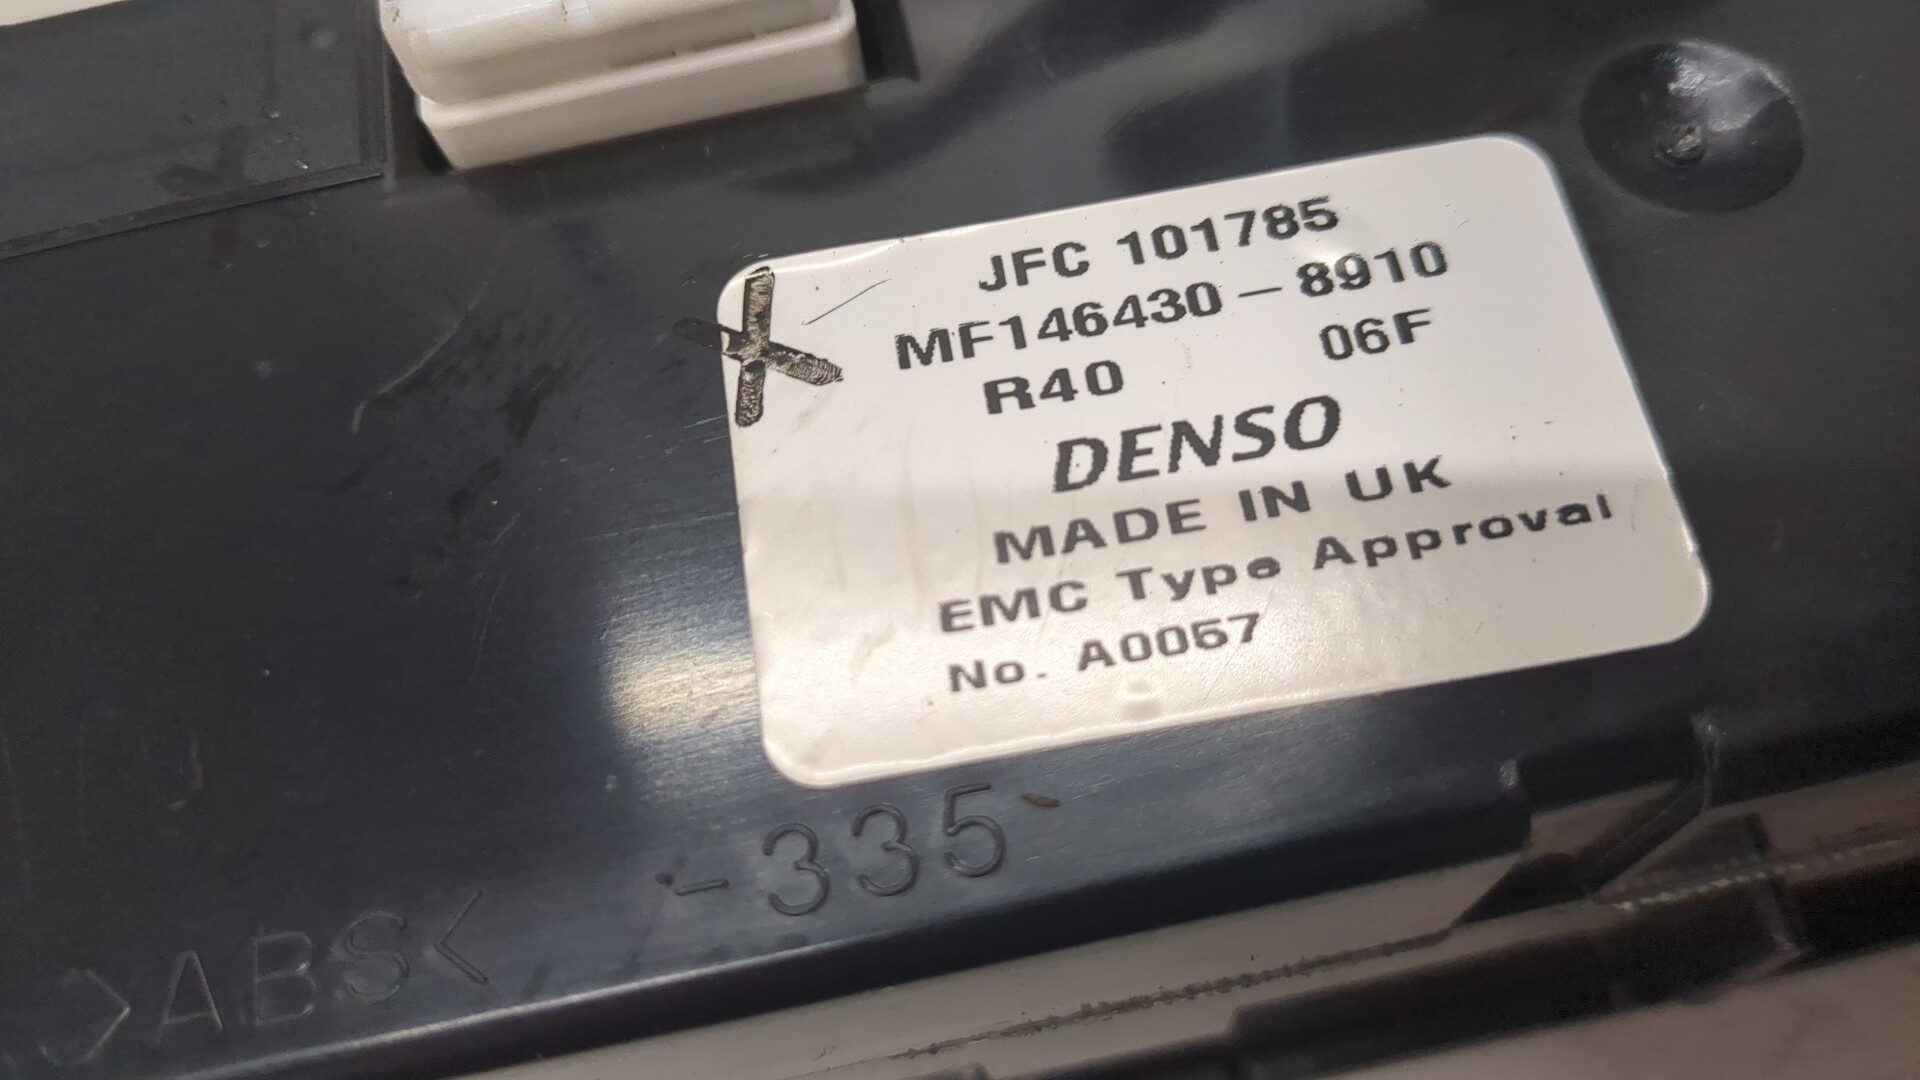 JFC 101785
MF146430-8910
R40 06F
DENSO
MADE IN UK
EMC Type Approval
No. A0057
-335
>ABS<